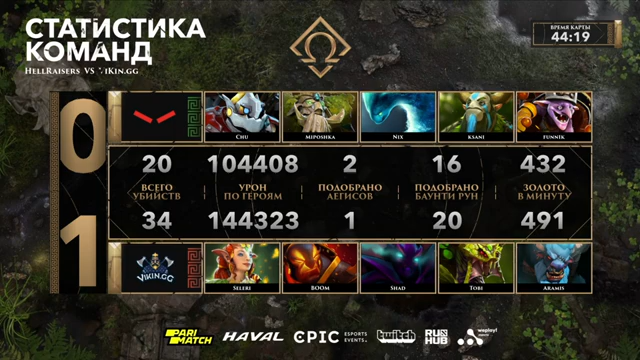 СТАТИСТИКА
КОМАНД
HELLRAISERS VS ViKIN.GG
ВРЕМЯ КАРТЫ
44:19
0
CHU
MIPOSHKA
NIX
KSANI
FUNN1K
20
104408
2
16
432
ВСЕГО УБИЙСТВ
УРОН ПО ГЕРОЯМ
ПОДОБРАНО АЕГИСОВ
ПОДОБРАНО БАУНТИ РУН
ЗОЛОТО В МИНУТУ
34
144323
1
20
491
1
VIKIN.GG
SELERI
BOOM
SHAD
TOBI
ARAMIS
PARI MATCH
HAVAL
EPIC ESPORTS EVENTS
twitch
RUHUB
wePlay!